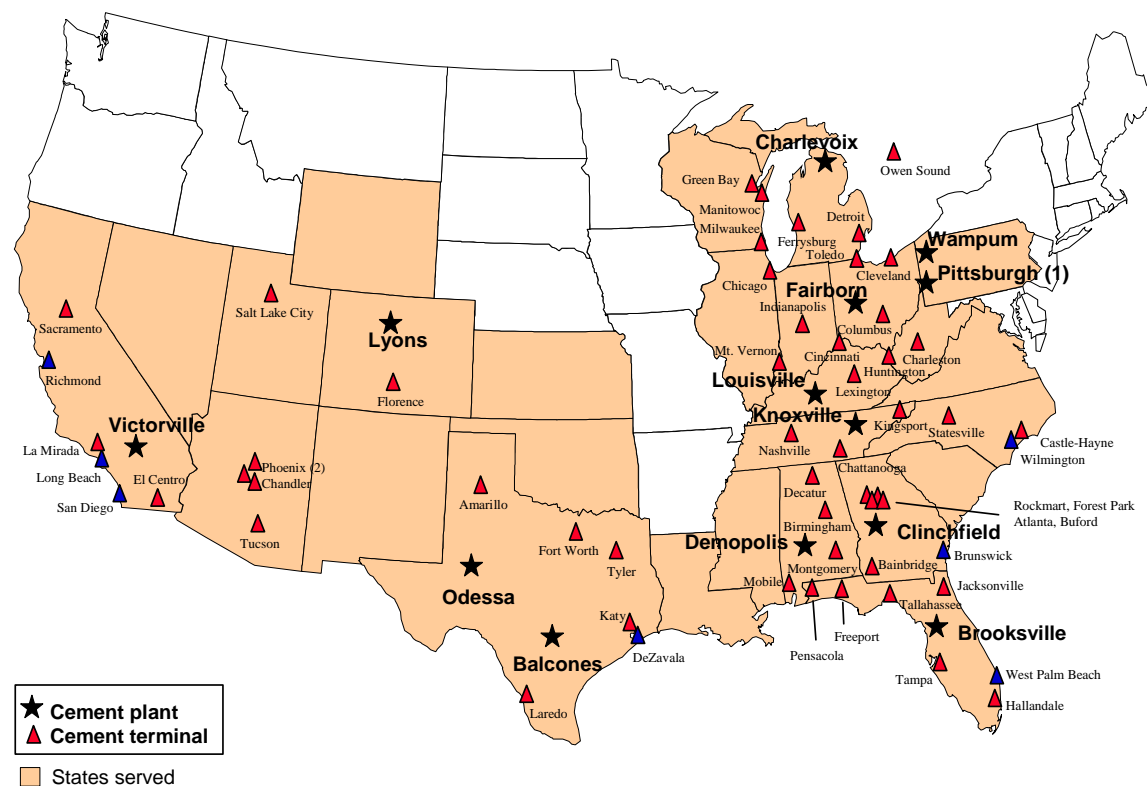 Charlevoix
Owen Sound
Green Bay
Manitowoc
Detroit
Milwaukee
Ferrysburg
Wampum
Toledo
Cleveland
Pittsburgh (1)
Chicago
Fairborn
Indianapolis
Salt Lake City
Sacramento
Columbus
Lyons
Mt. Vernon
Cincinnati
Charleston
Huntington
Richmond
Louisville
Lexington
Florence
Knoxville
Victorville
Kingsport
Statesville
La Mirada
Nashville
Castle-Hayne
Wilmington
Long Beach
El Centro
Phoenix (2)
Chandler
Chattanooga
San Diego
Decatur
Amarillo
Rockmart, Forest Park
Atlanta, Buford
Birmingham
Tucson
Fort Worth
Demopolis
Clinchfield
Tyler
Montgomery
Brunswick
Bainbridge
Mobile
Jacksonville
Odessa
Tallahassee
Katy
Freeport
Brooksville
DeZavala
Pensacola
Balcones
West Palm Beach
Tampa
Laredo
Hallandale
Cement plant
Cement terminal
States served